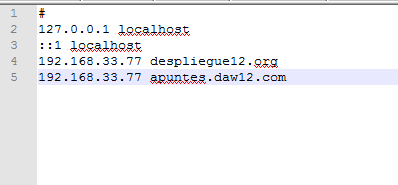 1 #
2 127.0.0.1 localhost
3 ::1 localhost
4 192.168.33.77 despliegue12.org
5 192.168.33.77 apuntes.daw12.com